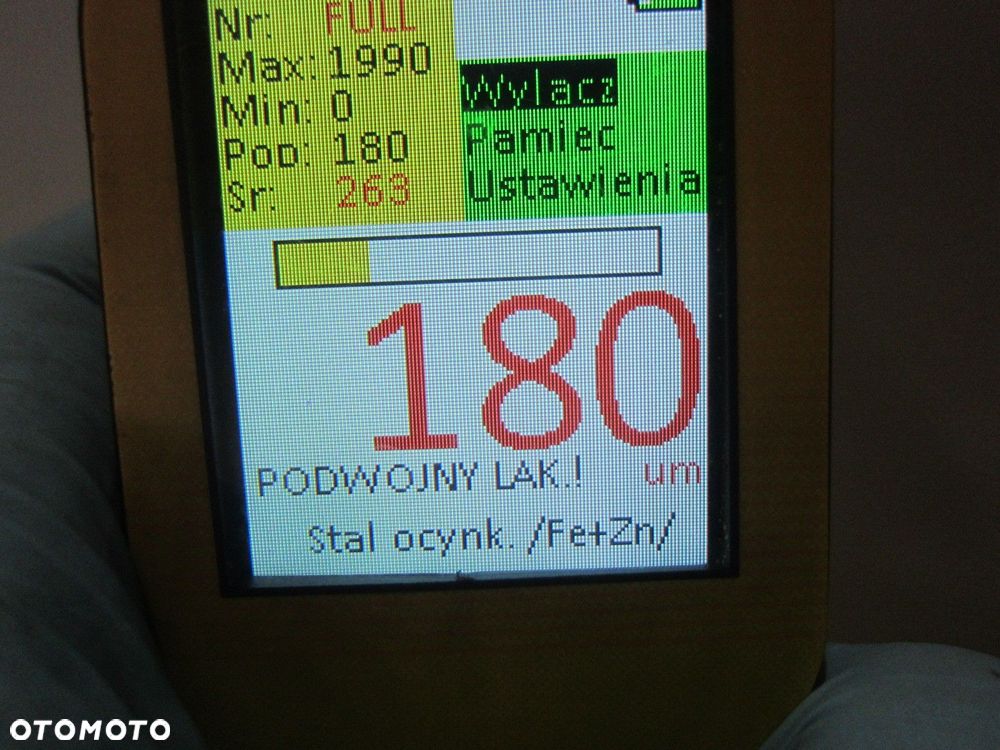 Nr: FULL
Max: 1990
Min: 0
Pop: 180
Sr: 263
Wylacz
Pamiec
Ustawienia
180
PODWOJNY LAK.! um
Stal ocynk. /Fe+Zn/
OTOMOTO